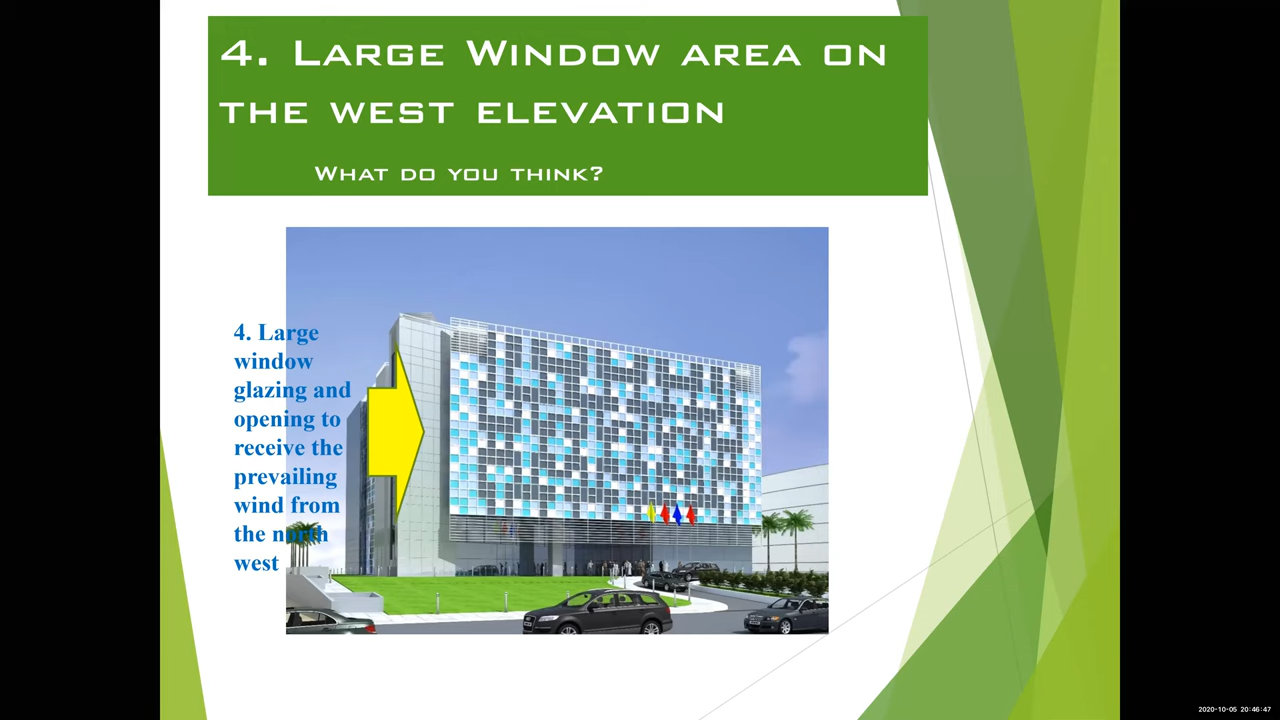 4. Large Window area on
the west elevation
What do you think?
4. Large
window
glazing and
opening to
receive the
prevailing
wind from
the north
west
2020-10-05 20:46:47